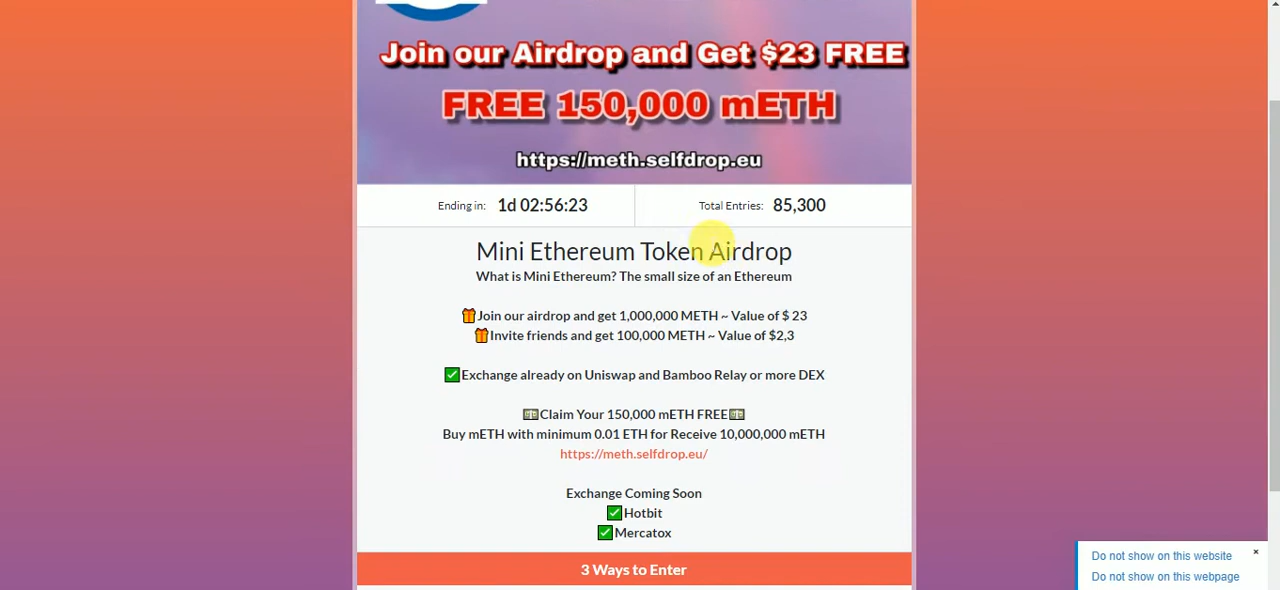 Join our Airdrop and Get $23 FREE
FREE 150,000 mETH
https://meth.selfdrop.eu
Ending in: 1d 02:56:23
Total Entries: 85,300
Mini Ethereum Token Airdrop
What is Mini Ethereum? The small size of an Ethereum
🎁Join our airdrop and get 1,000,000 METH ~ Value of $ 23
🎁Invite friends and get 100,000 METH ~ Value of $2,3
✅Exchange already on Uniswap and Bamboo Relay or more DEX
💵Claim Your 150,000 mETH FREE💵
Buy mETH with minimum 0.01 ETH for Receive 10,000,000 mETH
https://meth.selfdrop.eu/
Exchange Coming Soon
✅Hotbit
✅Mercatox
3 Ways to Enter
Do not show on this website
Do not show on this webpage